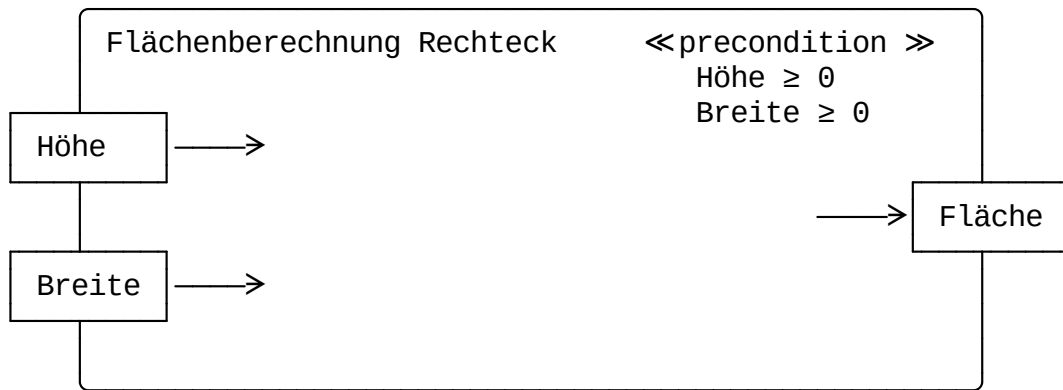 Flächenberechnung Rechteck
≪precondition ≫
Höhe ≥ 0
Breite ≥ 0
Höhe
Fläche
Breite